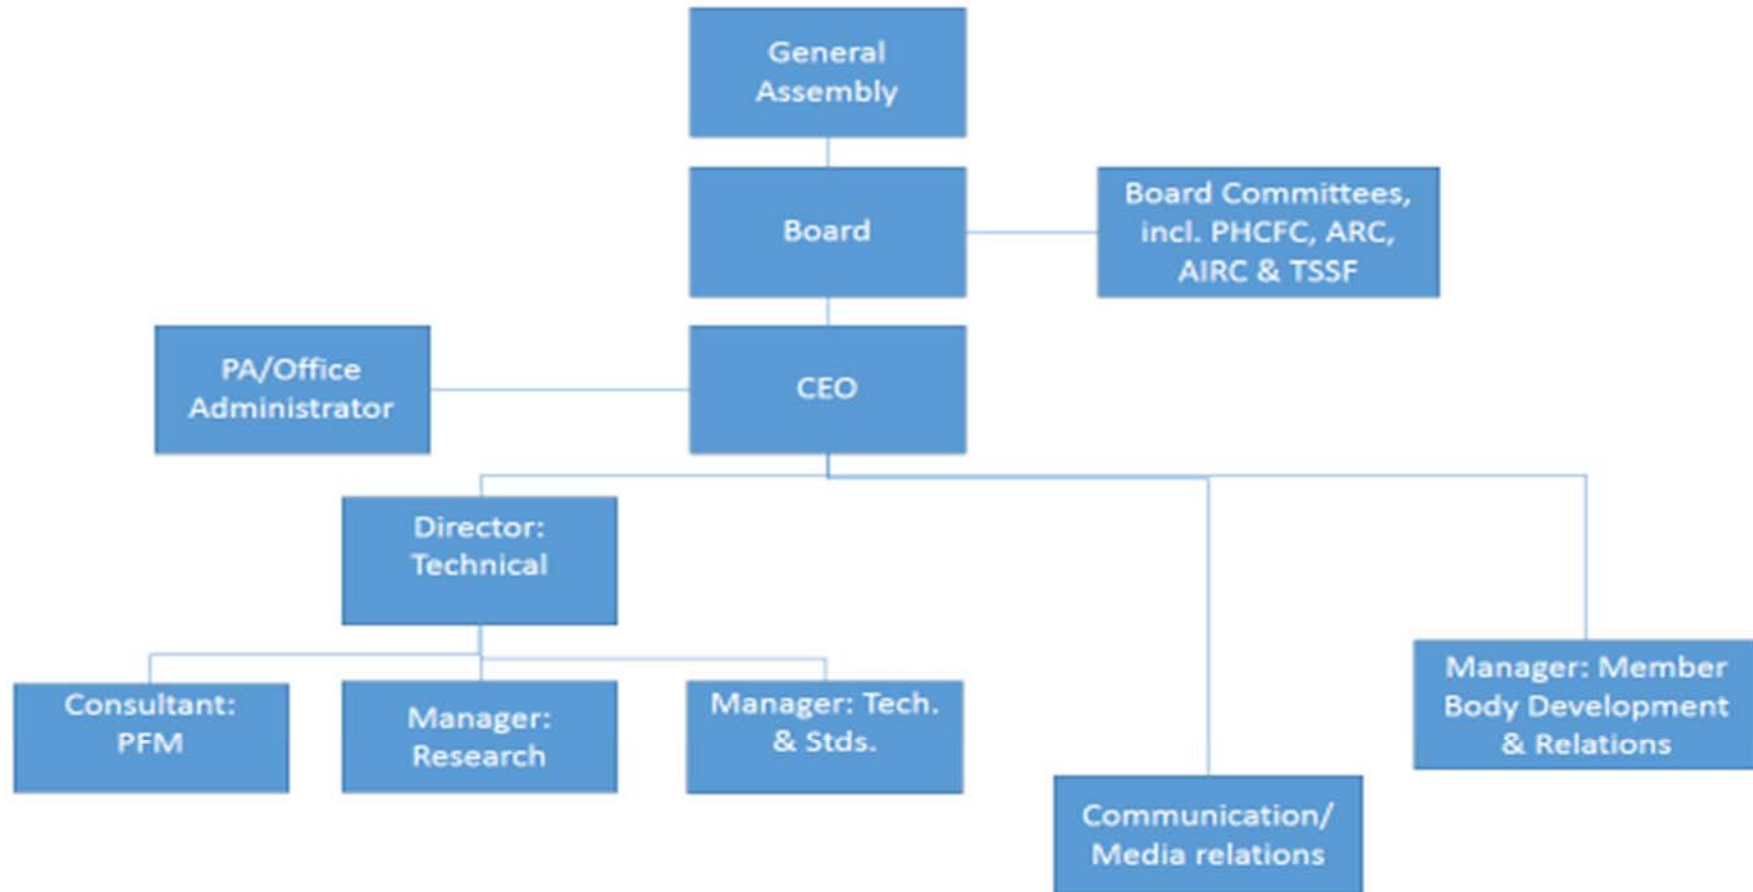 General
Assembly
Board
Board Committees,
incl. PHCFC, ARC,
AIRC & TSSF
PA/Office
Administrator
CEO
Director:
Technical
Consultant:
PFM
Manager:
Research
Manager: Tech.
& Stds.
Communication/
Media relations
Manager: Member
Body Development
& Relations